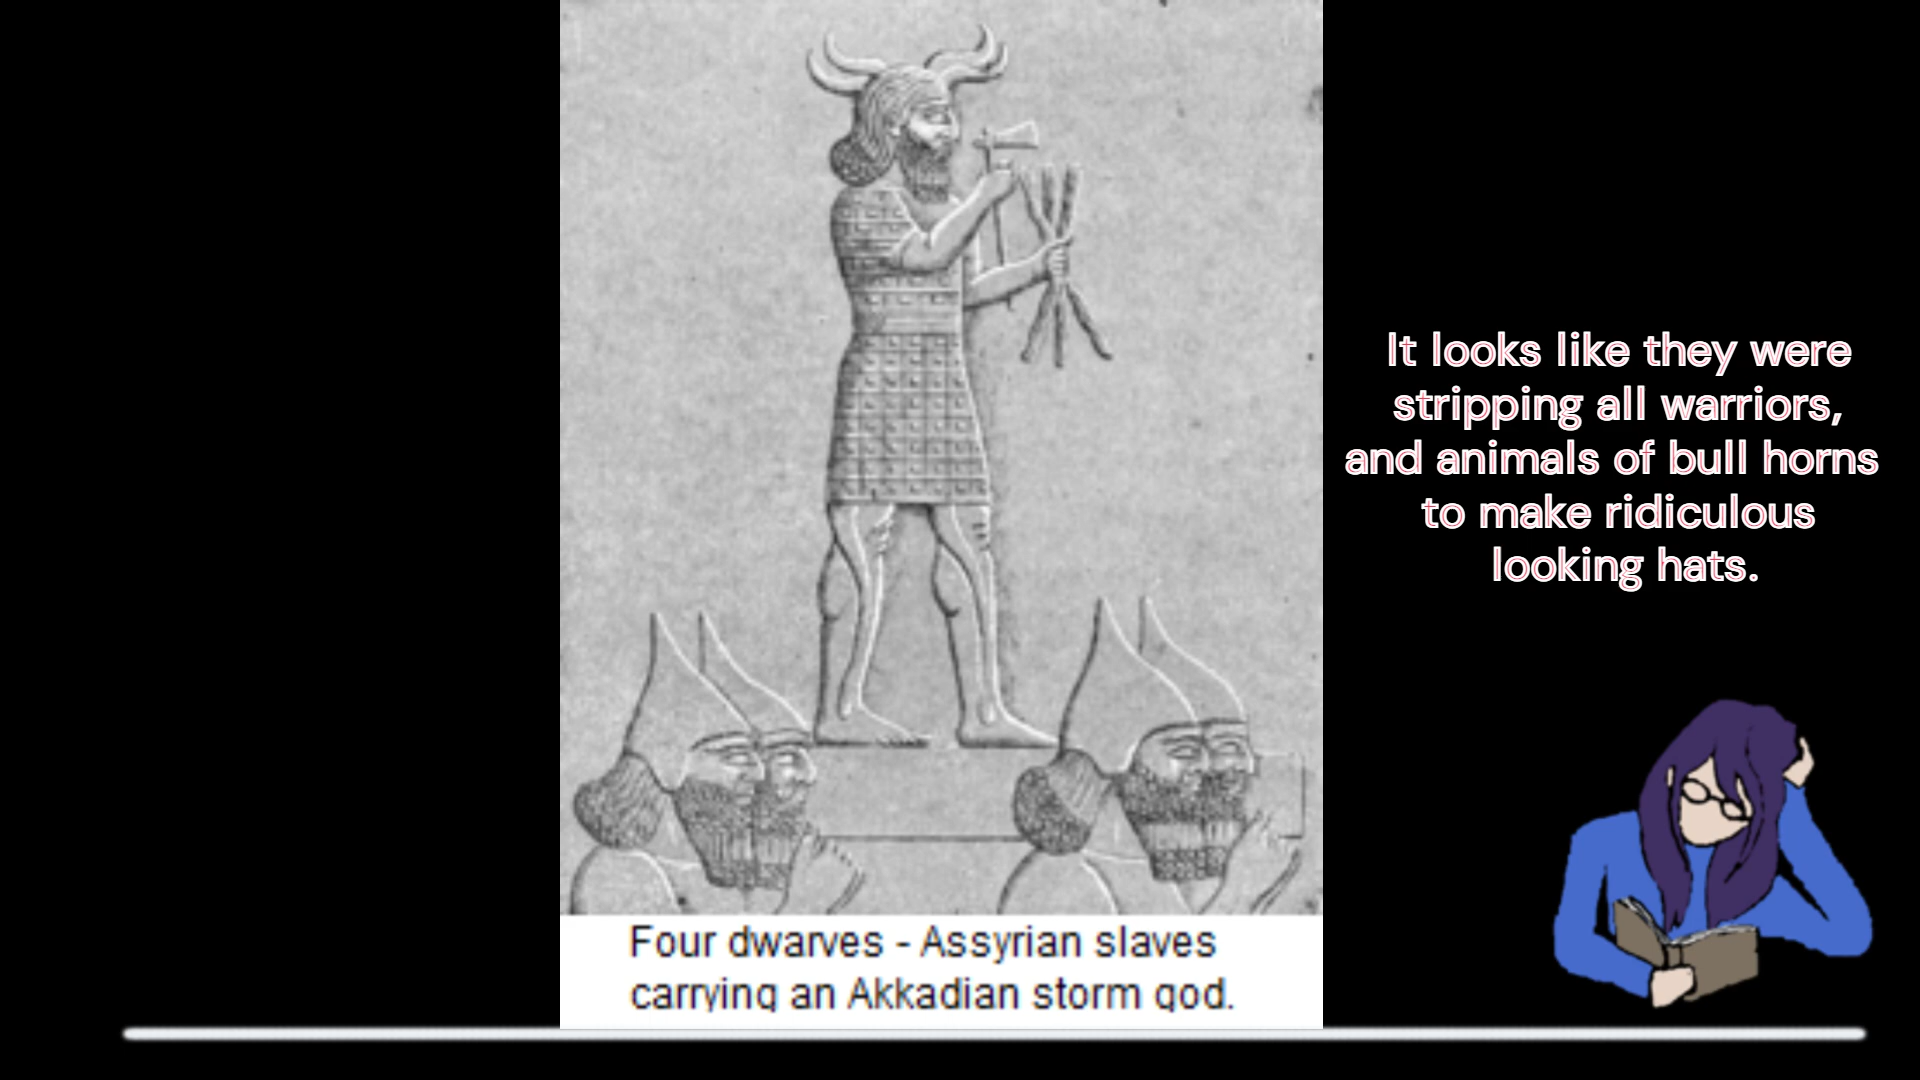 It looks like they were
stripping all warriors,
and animals of bull horns
to make ridiculous
looking hats.
Four dwarves - Assyrian slaves
carrying an Akkadian storm god.